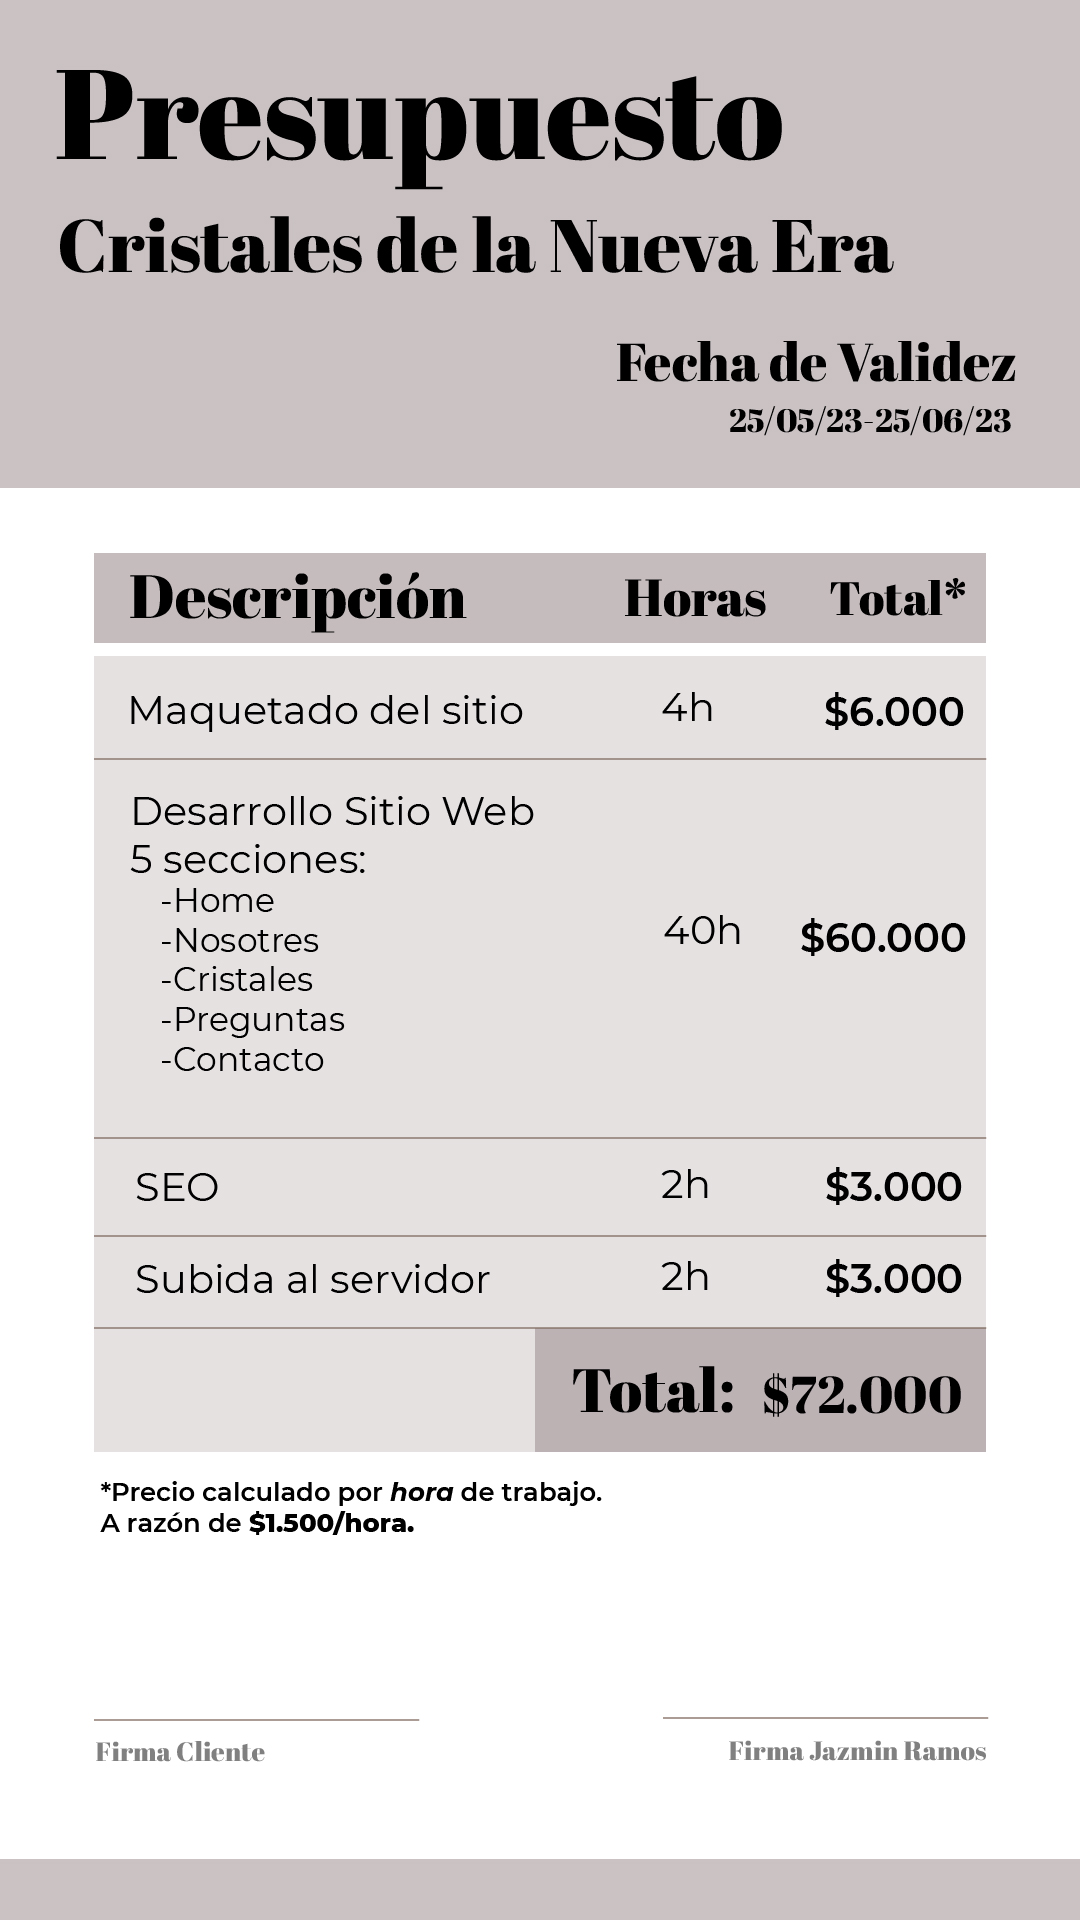 Presupuesto
Cristales de la Nueva Era
Fecha de Validez
25/05/23-25/06/23
Descripción Horas Total*
Maquetado del sitio 4h $6.000
Desarrollo Sitio Web
5 secciones:
-Home
-Nosotres
-Cristales
-Preguntas
-Contacto
40h $60.000
SEO 2h $3.000
Subida al servidor 2h $3.000
Total: $72.000
*Precio calculado por hora de trabajo.
A razón de $1.500/hora.
Firma Cliente Firma Jazmin Ramos